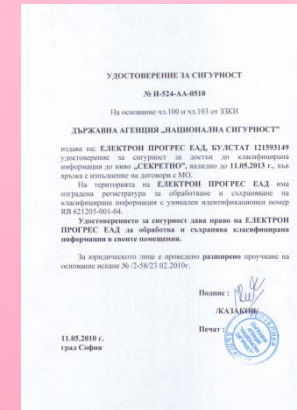 УДОСТОВЕРЕНИЕ ЗА СИГУРНОСТ
№ И-524-АА-0510
На основание чл.100 и чл.103 от ЗЗКИ
ДЪРЖАВНА АГЕНЦИЯ „НАЦИОНАЛНА СИГУРНОСТ"
издава на: ЕЛЕКТРОН ПРОГРЕС ЕАД, БУЛСТАТ 121593149
удостоверение за сигурност за достъп до класифицирана
информация до ниво „СЕКРЕТНО", валидно до 11.05.2013 г., във
връзка с изпълнение на договори с МО.
На територията на ЕЛЕКТРОН ПРОГРЕС ЕАД има
изградена регистратура за обработване и съхраняване на
класифицирана информация с уникален идентификационен номер
RB 621205-001-04.
Удостоверението за сигурност дава право на ЕЛЕКТРОН
ПРОГРЕС ЕАД да обработва и съхранява класифицирана
информация в своите помещения.
За юридическото лице е проведено разширено проучване на
основание искане № /2-58/23.02.2010г.
Подпис :
/КАЗАКОВ/
Печат :
11.05.2010 г.
град София